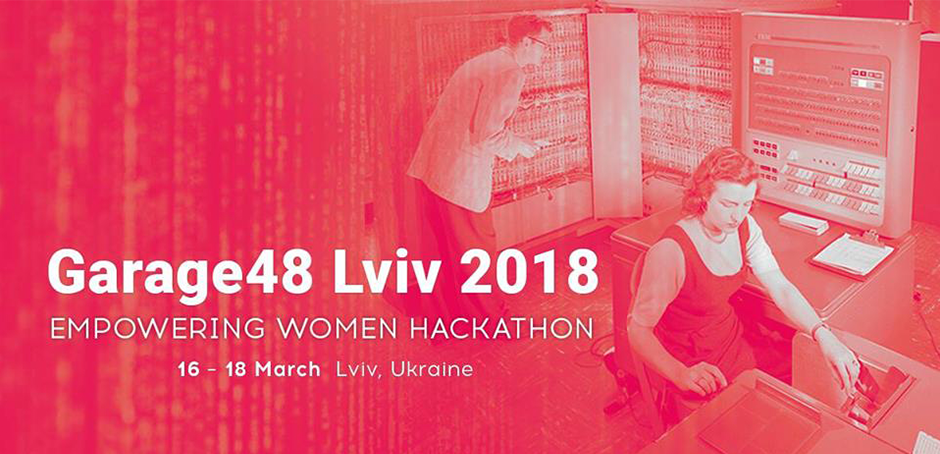 Garage48 Lviv 2018
EMPOWERING WOMEN HACKATHON
16 – 18 March Lviv, Ukraine